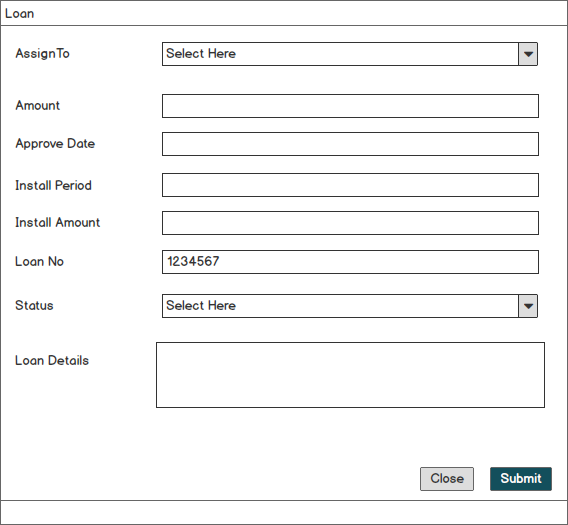 Loan
AssignTo Select Here
Amount
Approve Date
Install Period
Install Amount
Loan No 1234567
Status Select Here
Loan Details
Close Submit